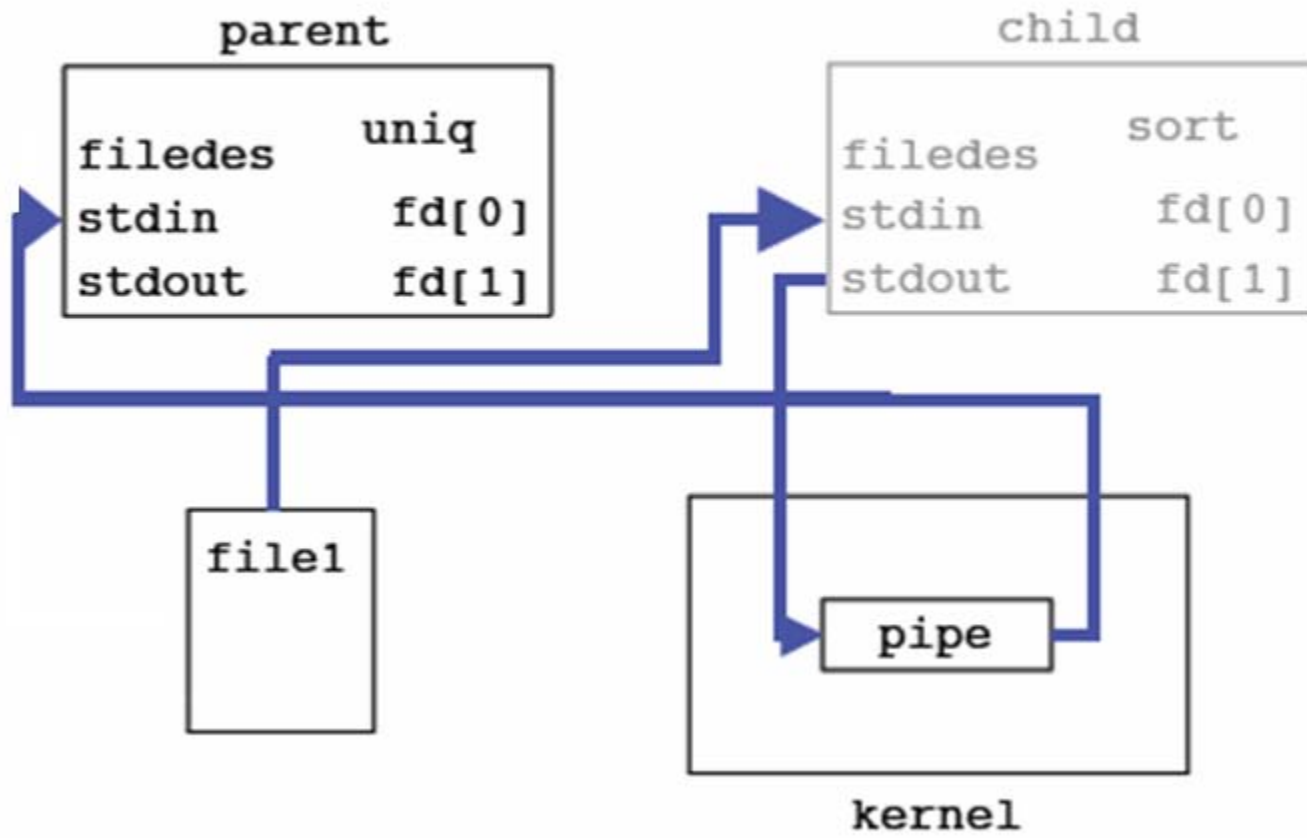 parent
uniq
filedes
stdin fd[0]
stdout fd[1]
child
sort
filedes
stdin fd[0]
stdout fd[1]
file1
pipe
kernel